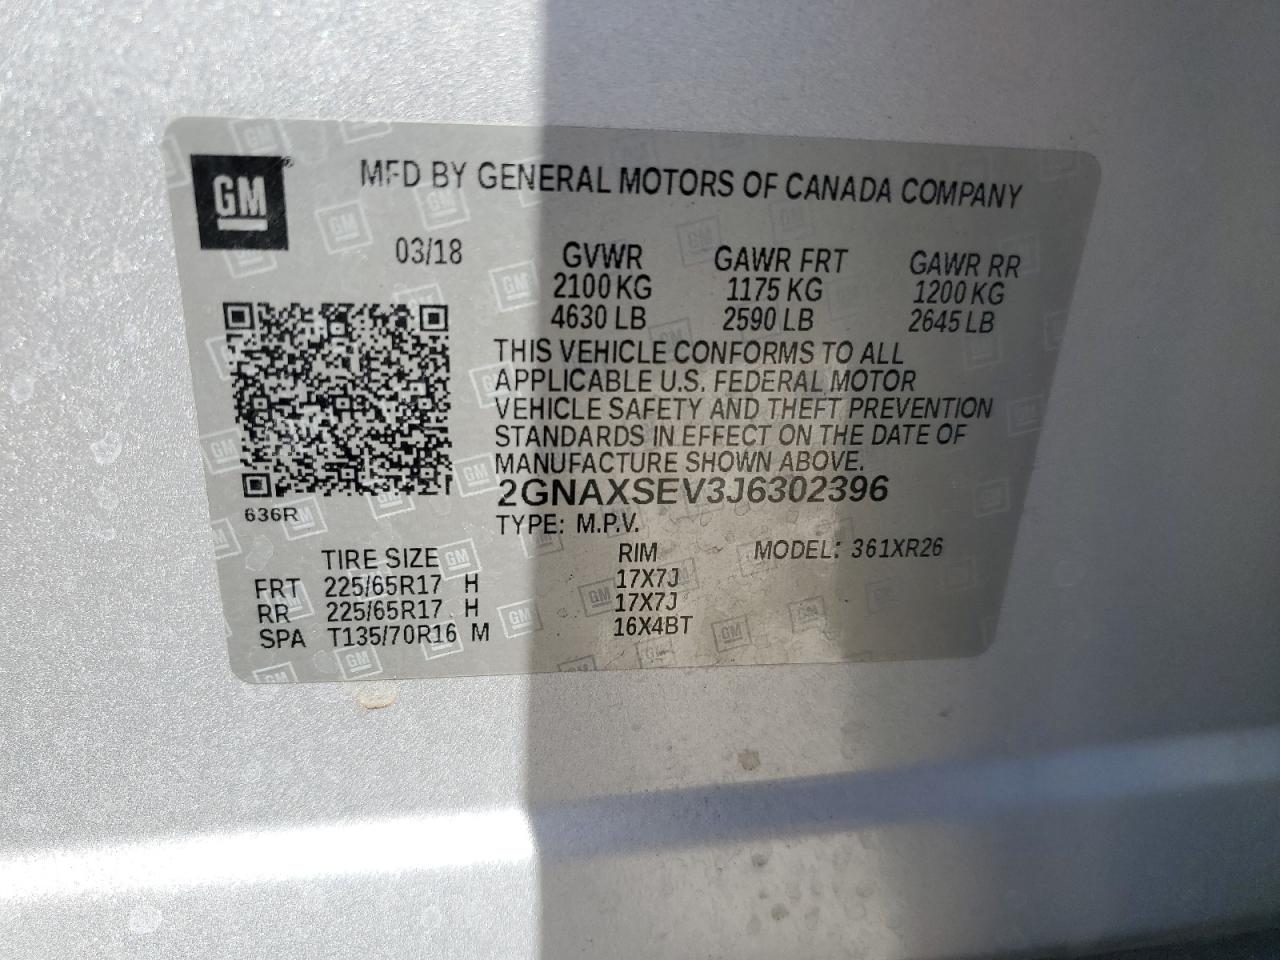 GM® MFD BY GENERAL MOTORS OF CANADA COMPANY
03/18 GVWR GAWR FRT GAWR RR
2100 KG 1175 KG 1200 KG
4630 LB 2590 LB 2645 LB
THIS VEHICLE CONFORMS TO ALL
APPLICABLE U.S. FEDERAL MOTOR
VEHICLE SAFETY AND THEFT PREVENTION
STANDARDS IN EFFECT ON THE DATE OF
MANUFACTURE SHOWN ABOVE.
2GNAXSEV3J6302396
636R TYPE: M.P.V.
TIRE SIZE RIM MODEL: 361XR26
FRT 225/65R17 H 17X7J
RR 225/65R17 H 17X7J
SPA T135/70R16 M 16X4BT